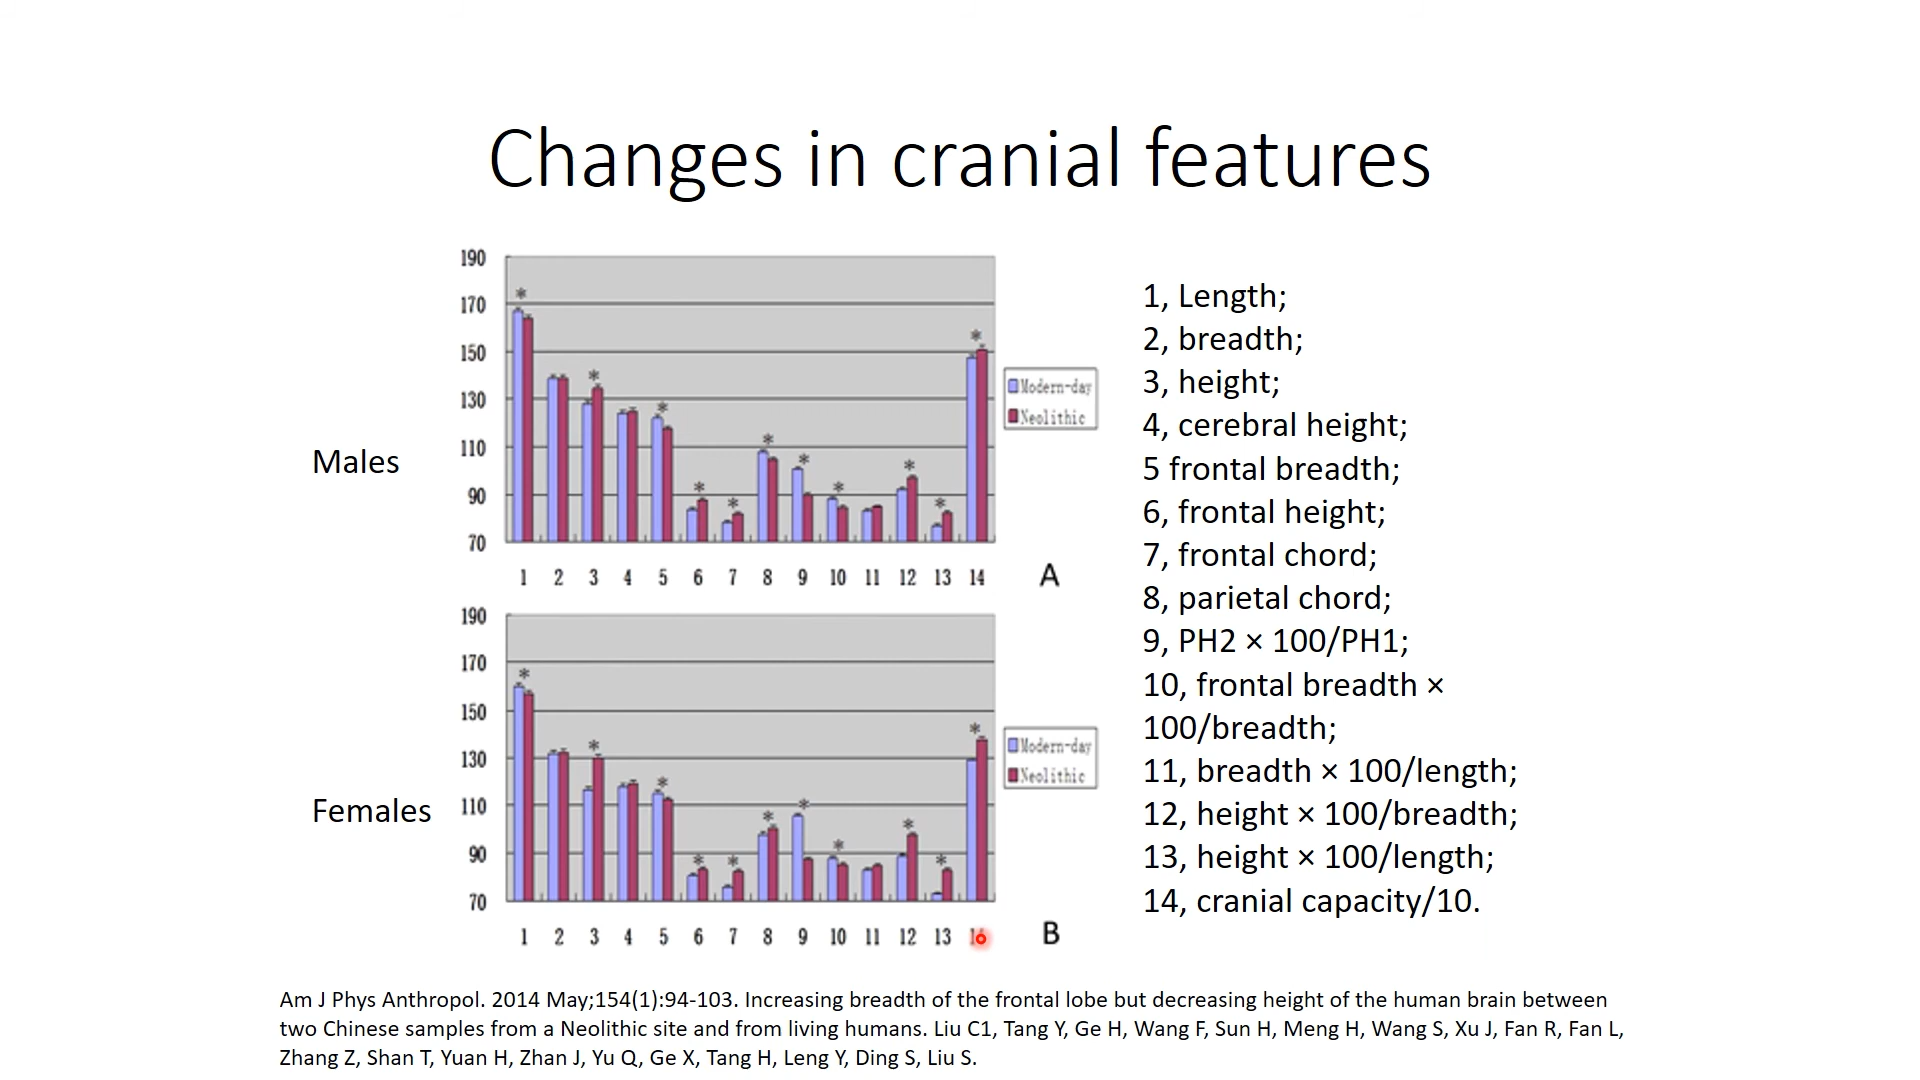 Changes in cranial features
190
170
150
130
110
90
70
* * * * * * * * * * *
1 2 3 4 5 6 7 8 9 10 11 12 13 14
Modern-day
Neolithic
A
Males
190
170
150
130
110
90
70
* * * * * * * * * * *
1 2 3 4 5 6 7 8 9 10 11 12 13
Modern-day
Neolithic
B
Females
1, Length;
2, breadth;
3, height;
4, cerebral height;
5 frontal breadth;
6, frontal height;
7, frontal chord;
8, parietal chord;
9, PH2 × 100/PH1;
10, frontal breadth ×
100/breadth;
11, breadth × 100/length;
12, height × 100/breadth;
13, height × 100/length;
14, cranial capacity/10.
Am J Phys Anthropol. 2014 May;154(1):94-103. Increasing breadth of the frontal lobe but decreasing height of the human brain between
two Chinese samples from a Neolithic site and from living humans. Liu C1, Tang Y, Ge H, Wang F, Sun H, Meng H, Wang S, Xu J, Fan R, Fan L,
Zhang Z, Shan T, Yuan H, Zhan J, Yu Q, Ge X, Tang H, Leng Y, Ding S, Liu S.